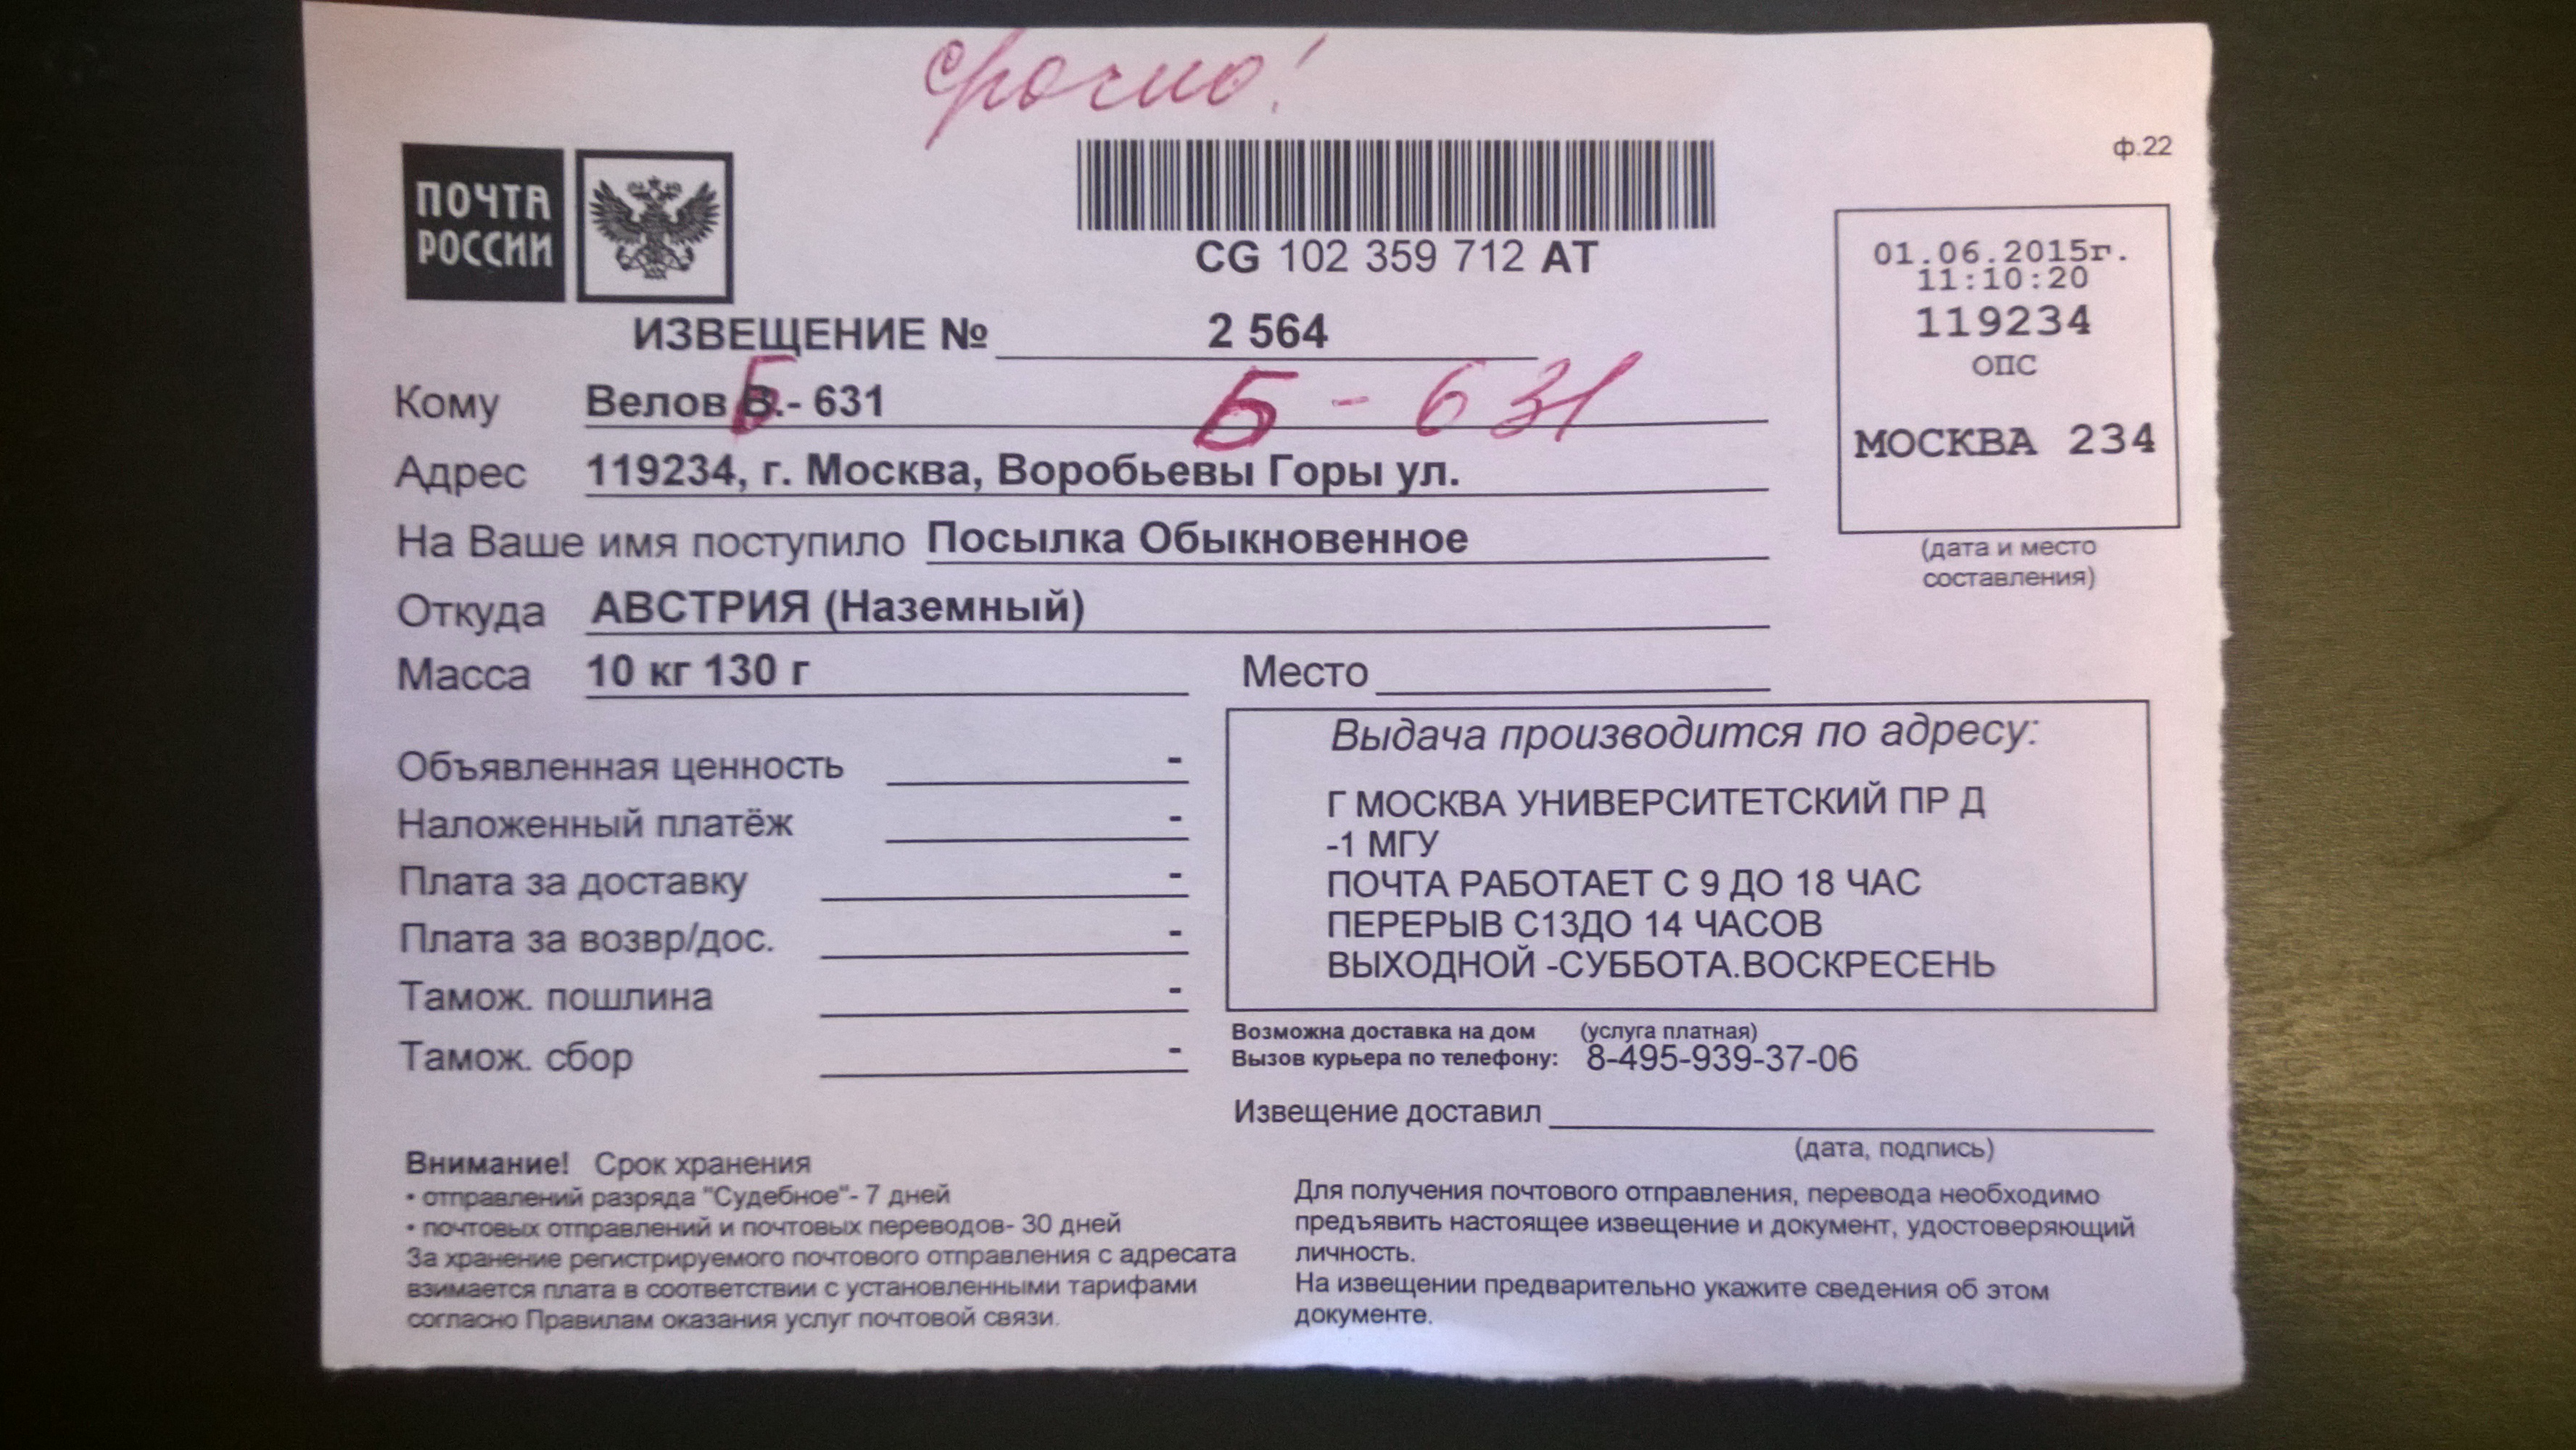 срочно!
ПОЧТА
РОССИИ
ф.22
CG 102 359 712 AT
01.06.2015г.
11:10:20
119234
ОПС
МОСКВА 234
(дата и место
составления)
ИЗВЕЩЕНИЕ № 2 564
Кому Велов В.- 631 Б - 631
Б
Адрес 119234, г. Москва, Воробьевы Горы ул.
На Ваше имя поступило Посылка Обыкновенное
Откуда АВСТРИЯ (Наземный)
Масса 10 кг 130 г Место
Объявленная ценность -
Наложенный платёж -
Плата за доставку -
Плата за возвр/дос. -
Тамож. пошлина -
Тамож. сбор -
Выдача производится по адресу:
Г МОСКВА УНИВЕРСИТЕТСКИЙ ПР Д
-1 МГУ
ПОЧТА РАБОТАЕТ С 9 ДО 18 ЧАС
ПЕРЕРЫВ С13ДО 14 ЧАСОВ
ВЫХОДНОЙ -СУББОТА.ВОСКРЕСЕНЬ
Возможна доставка на дом (услуга платная)
Вызов курьера по телефону: 8-495-939-37-06
Извещение доставил
(дата, подпись)
Внимание! Срок хранения
• отправлений разряда "Судебное"- 7 дней
• почтовых отправлений и почтовых переводов- 30 дней
За хранение регистрируемого почтового отправления с адресата
взимается плата в соответствии с установленными тарифами
согласно Правилам оказания услуг почтовой связи.
Для получения почтового отправления, перевода необходимо
предъявить настоящее извещение и документ, удостоверяющий
личность.
На извещении предварительно укажите сведения об этом
документе.